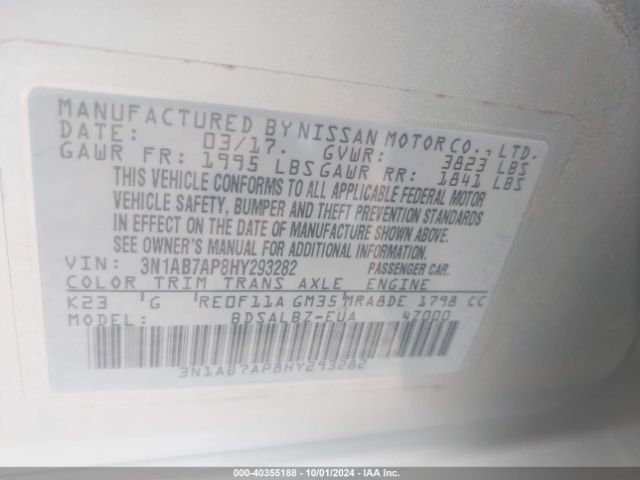 MANUFACTURED BY NISSAN MOTOR CO., LTD.
DATE: 03/17. GVWR: 3823 LBS
GAWR FR: 1995 LBS GAWR RR: 1841 LBS
THIS VEHICLE CONFORMS TO ALL APPLICABLE FEDERAL MOTOR
VEHICLE SAFETY, BUMPER AND THEFT PREVENTION STANDARDS
IN EFFECT ON THE DATE OF MANUFACTURE SHOWN ABOVE.
SEE OWNER'S MANUAL FOR ADDITIONAL INFORMATION.
VIN: 3N1AB7AP8HY293282 PASSENGER CAR.
COLOR TRIM TRANS AXLE ENGINE
K23 G RE0F11A GM35 MRA8DE 1798 CC
MODEL: BDSALBZ-EUA 4Z000
3N1AB7AP8HY293282
000-40355188 - 10/01/2024 - IAA Inc.